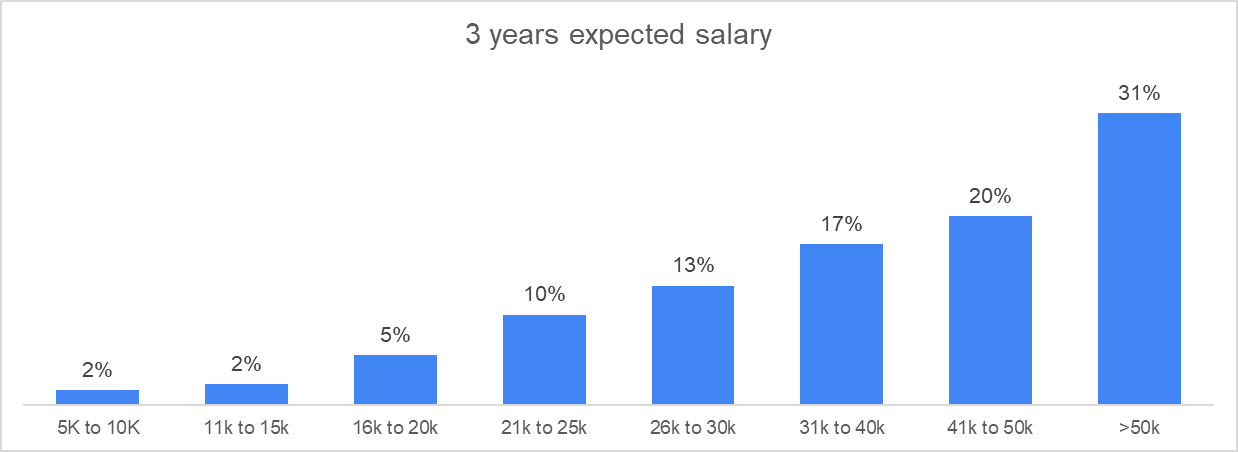 3 years expected salary
31%
20%
17%
13%
10%
5%
2%
2%
5K to 10K
11k to 15k
16k to 20k
21k to 25k
26k to 30k
31k to 40k
41k to 50k
>50k